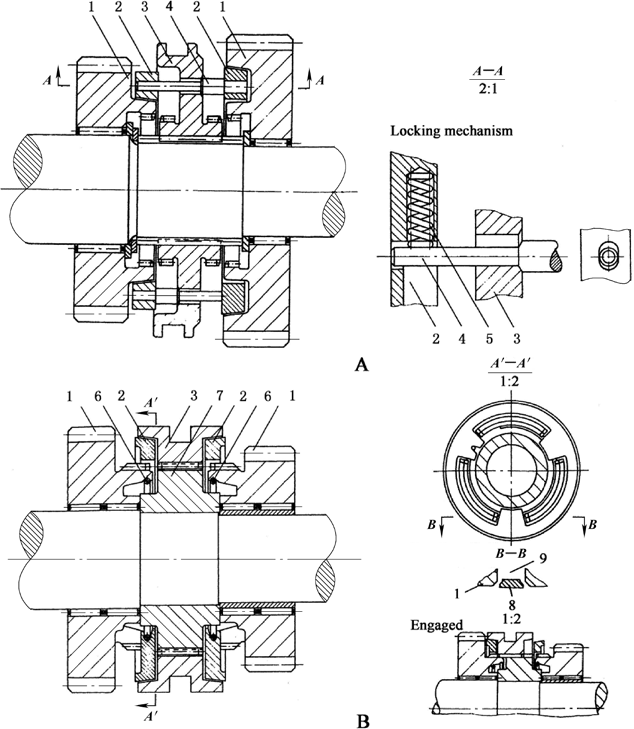 1 2 3 4 2 1
A A
A—A
2:1
Locking mechanism
2 4 5 3
A
A'—A'
1:2
1 6 2 A' 3 7 2 6 1
B B
B—B
9
1
8
1:2
Engaged
A'
B